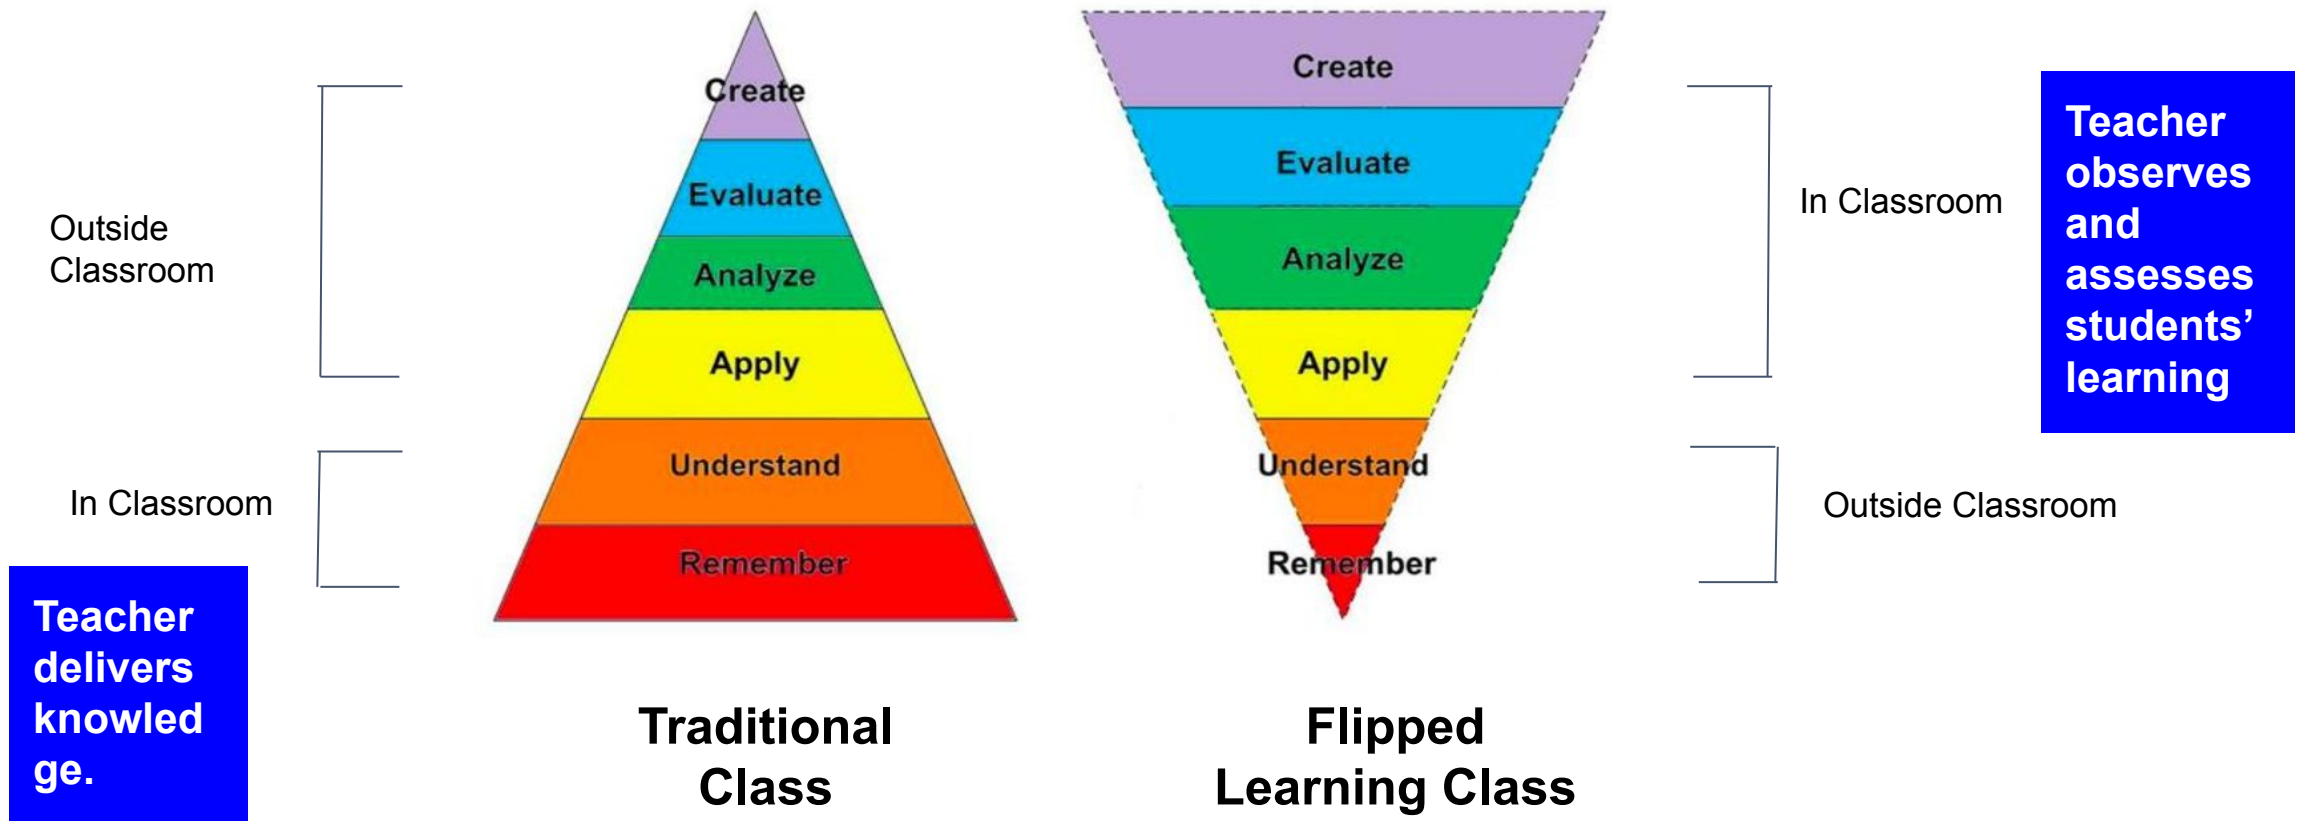 Outside
Classroom
In Classroom
Teacher
delivers
knowled
ge.
Create
Evaluate
Analyze
Apply
Understand
Remember
Traditional
Class
Create
Evaluate
Analyze
Apply
Understand
Remember
Flipped
Learning Class
In Classroom
Outside Classroom
Teacher
observes
and
assesses
students’
learning